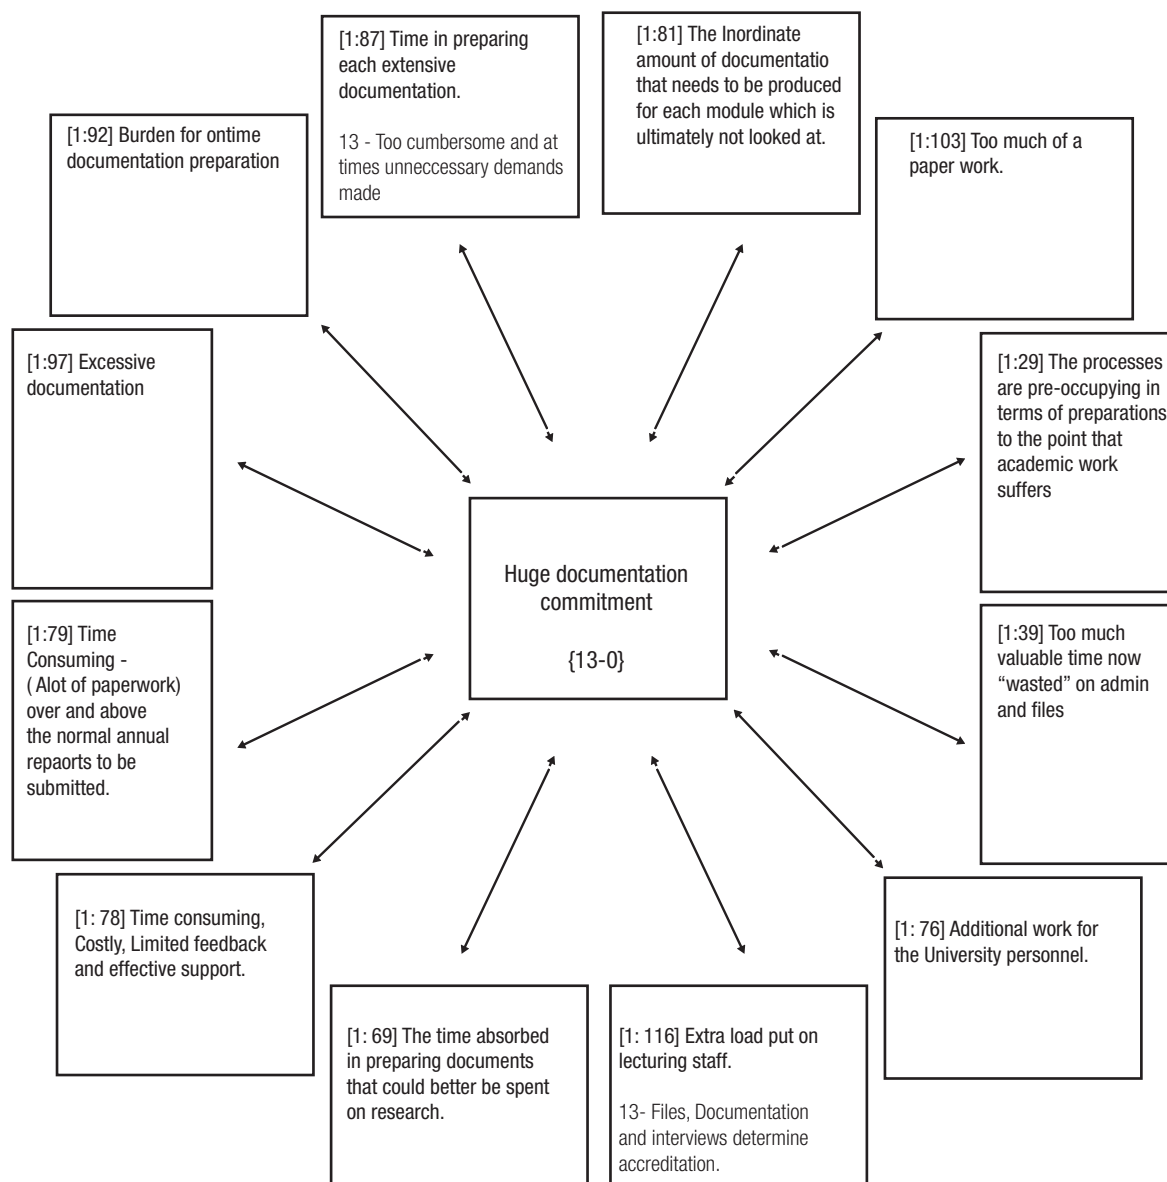 [1:87] Time in preparing
each extensive
documentation.
13 - Too cumbersome and at
times unneccessary demands
made
[1:81] The Inordinate
amount of documentatio
that needs to be produced
for each module which is
ultimately not looked at.
[1:92] Burden for ontime
documentation preparation
[1:103] Too much of a
paper work.
[1:97] Excessive
documentation
[1:29] The processes
are pre-occupying in
terms of preparations
to the point that
academic work
suffers
Huge documentation
commitment
{13-0}
[1:79] Time
Consuming -
( Alot of paperwork)
over and above
the normal annual
repaorts to be
submitted.
[1:39] Too much
valuable time now
“wasted” on admin
and files
[1: 78] Time consuming,
Costly, Limited feedback
and effective support.
[1: 76] Additional work for
the University personnel.
[1: 69] The time absorbed
in preparing documents
that could better be spent
on research.
[1: 116] Extra load put on
lecturing staff.
13- Files, Documentation
and interviews determine
accreditation.